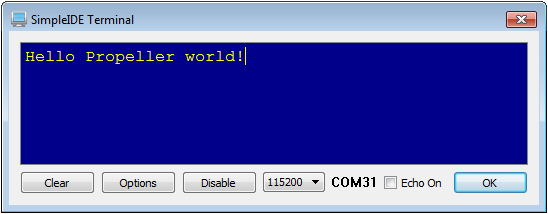 SimpleIDE Terminal
Hello Propeller world!
Clear Options Disable 115200 COM31 Echo On OK